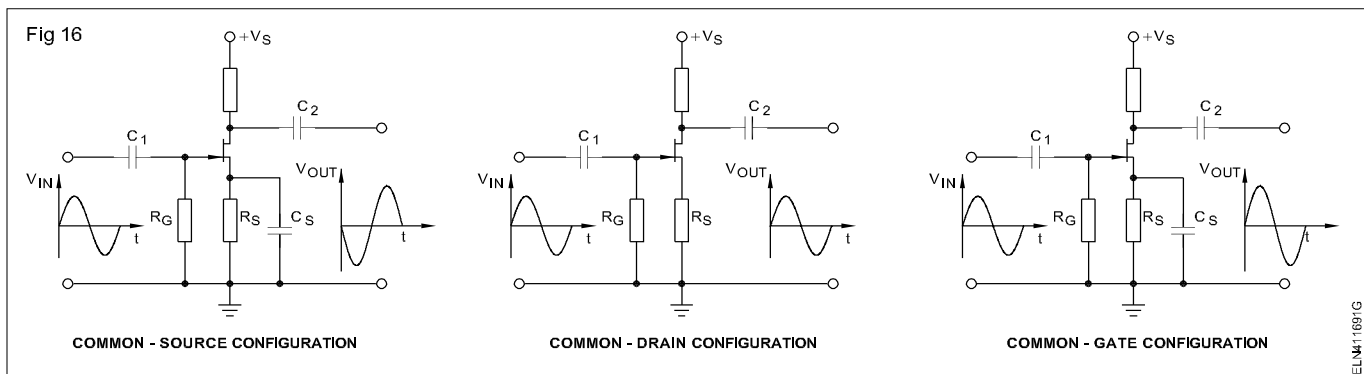 Fig 16
+VS
C2
C1
VIN
VOUT
RG
RS
CS
t
t
COMMON - SOURCE CONFIGURATION
+VS
C2
C1
VIN
VOUT
RG
RS
t
t
COMMON - DRAIN CONFIGURATION
+VS
C2
C1
VIN
VOUT
RG
RS
CS
t
t
COMMON - GATE CONFIGURATION
ELN411691G